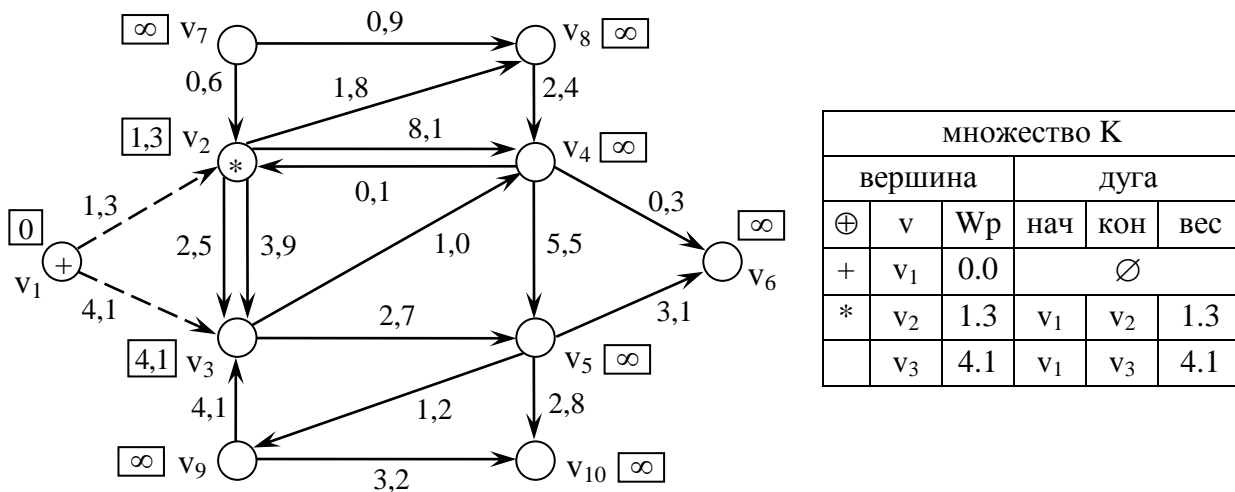 ∞ v7 0,9 v8 ∞
0,6 1,8 2,4
1,3 v2 8,1 v4 ∞
*
0,1 0,3
1,3
0 2,5 3,9 1,0 5,5 ∞
+
v1 v6
4,1 2,7 3,1
4,1 v3 v5 ∞
4,1 1,2 2,8
∞ v9 3,2 v10 ∞
множество K
вершина дуга
⊕ v Wp нач кон вес
+ v1 0.0 ∅
* v2 1.3 v1 v2 1.3
v3 4.1 v1 v3 4.1